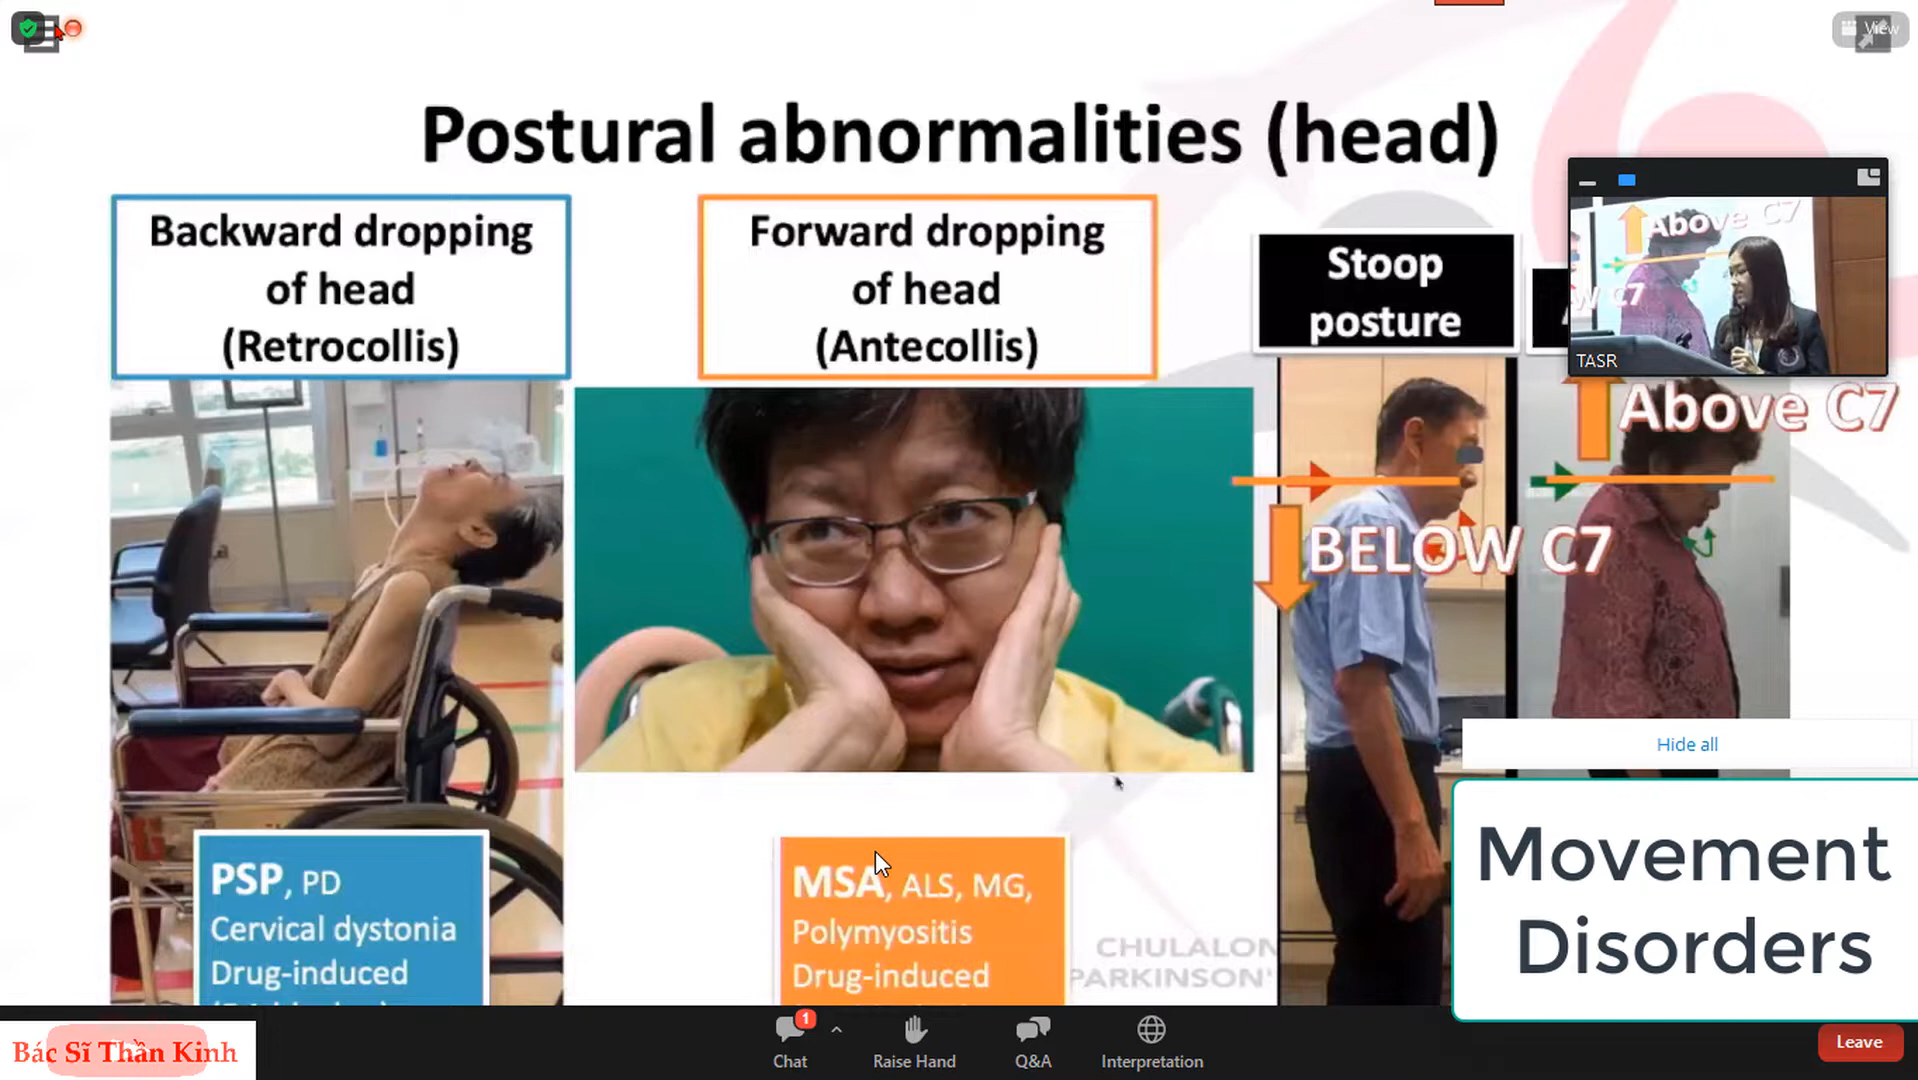 View
Postural abnormalities (head)
Backward dropping
of head
(Retrocollis)
Forward dropping
of head
(Antecollis)
Stoop
posture
Above C7
W C7
TASR
Above C7
BELOW C7
Hide all
PSP, PD
Cervical dystonia
Drug-induced
MSA, ALS, MG,
Polymyositis
Drug-induced
CHULALON
PARKINSON'
Movement
Disorders
Bác Sĩ Thần Kinh
1
Chat
Raise Hand
Q&A
Interpretation
Leave